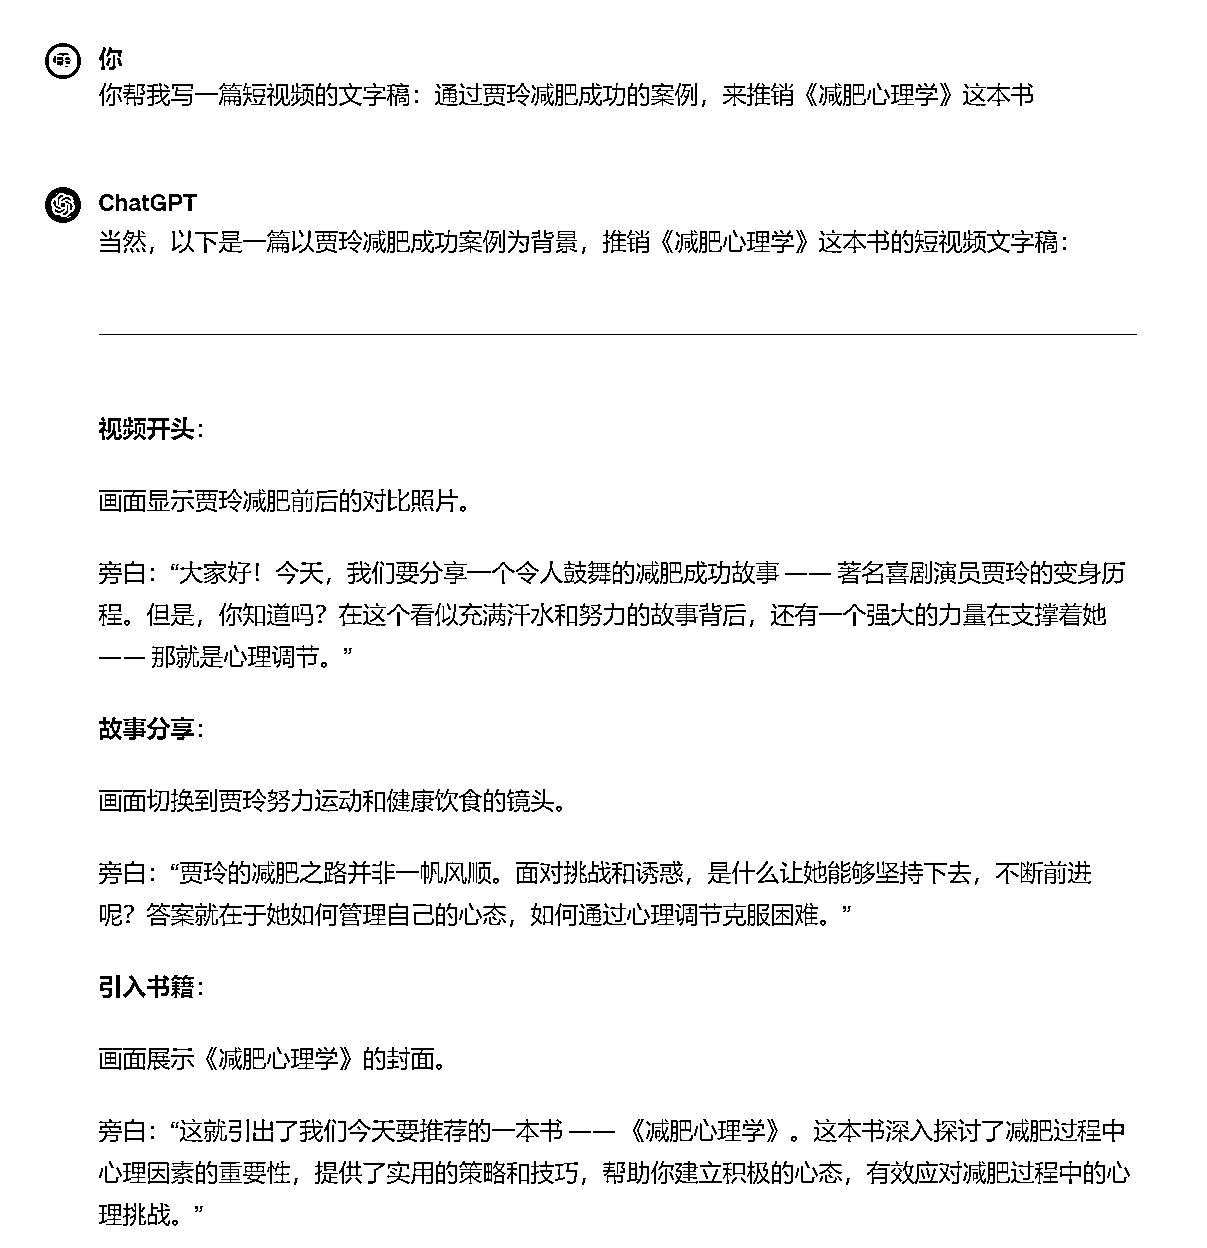 你
你帮我写一篇短视频的文字稿：通过贾玲减肥成功的案例，来推销《减肥心理学》这本书
ChatGPT
当然，以下是一篇以贾玲减肥成功案例为背景，推销《减肥心理学》这本书的短视频文字稿：
视频开头：
画面显示贾玲减肥前后的对比照片。
旁白：“大家好！今天，我们要分享一个令人鼓舞的减肥成功故事 —— 著名喜剧演员贾玲的变身历
程。但是，你知道吗？在这个看似充满汗水和努力的故事背后，还有一个强大的力量在支撑着她
—— 那就是心理调节。”
故事分享：
画面切换到贾玲努力运动和健康饮食的镜头。
旁白：“贾玲的减肥之路并非一帆风顺。面对挑战和诱惑，是什么让她能够坚持下去，不断前进
呢？答案就在于她如何管理自己的心态，如何通过心理调节克服困难。”
引入书籍：
画面展示《减肥心理学》的封面。
旁白：“这就引出了我们今天要推荐的一本书 —— 《减肥心理学》。这本书深入探讨了减肥过程中
心理因素的重要性，提供了实用的策略和技巧，帮助你建立积极的心态，有效应对减肥过程中的心
理挑战。”